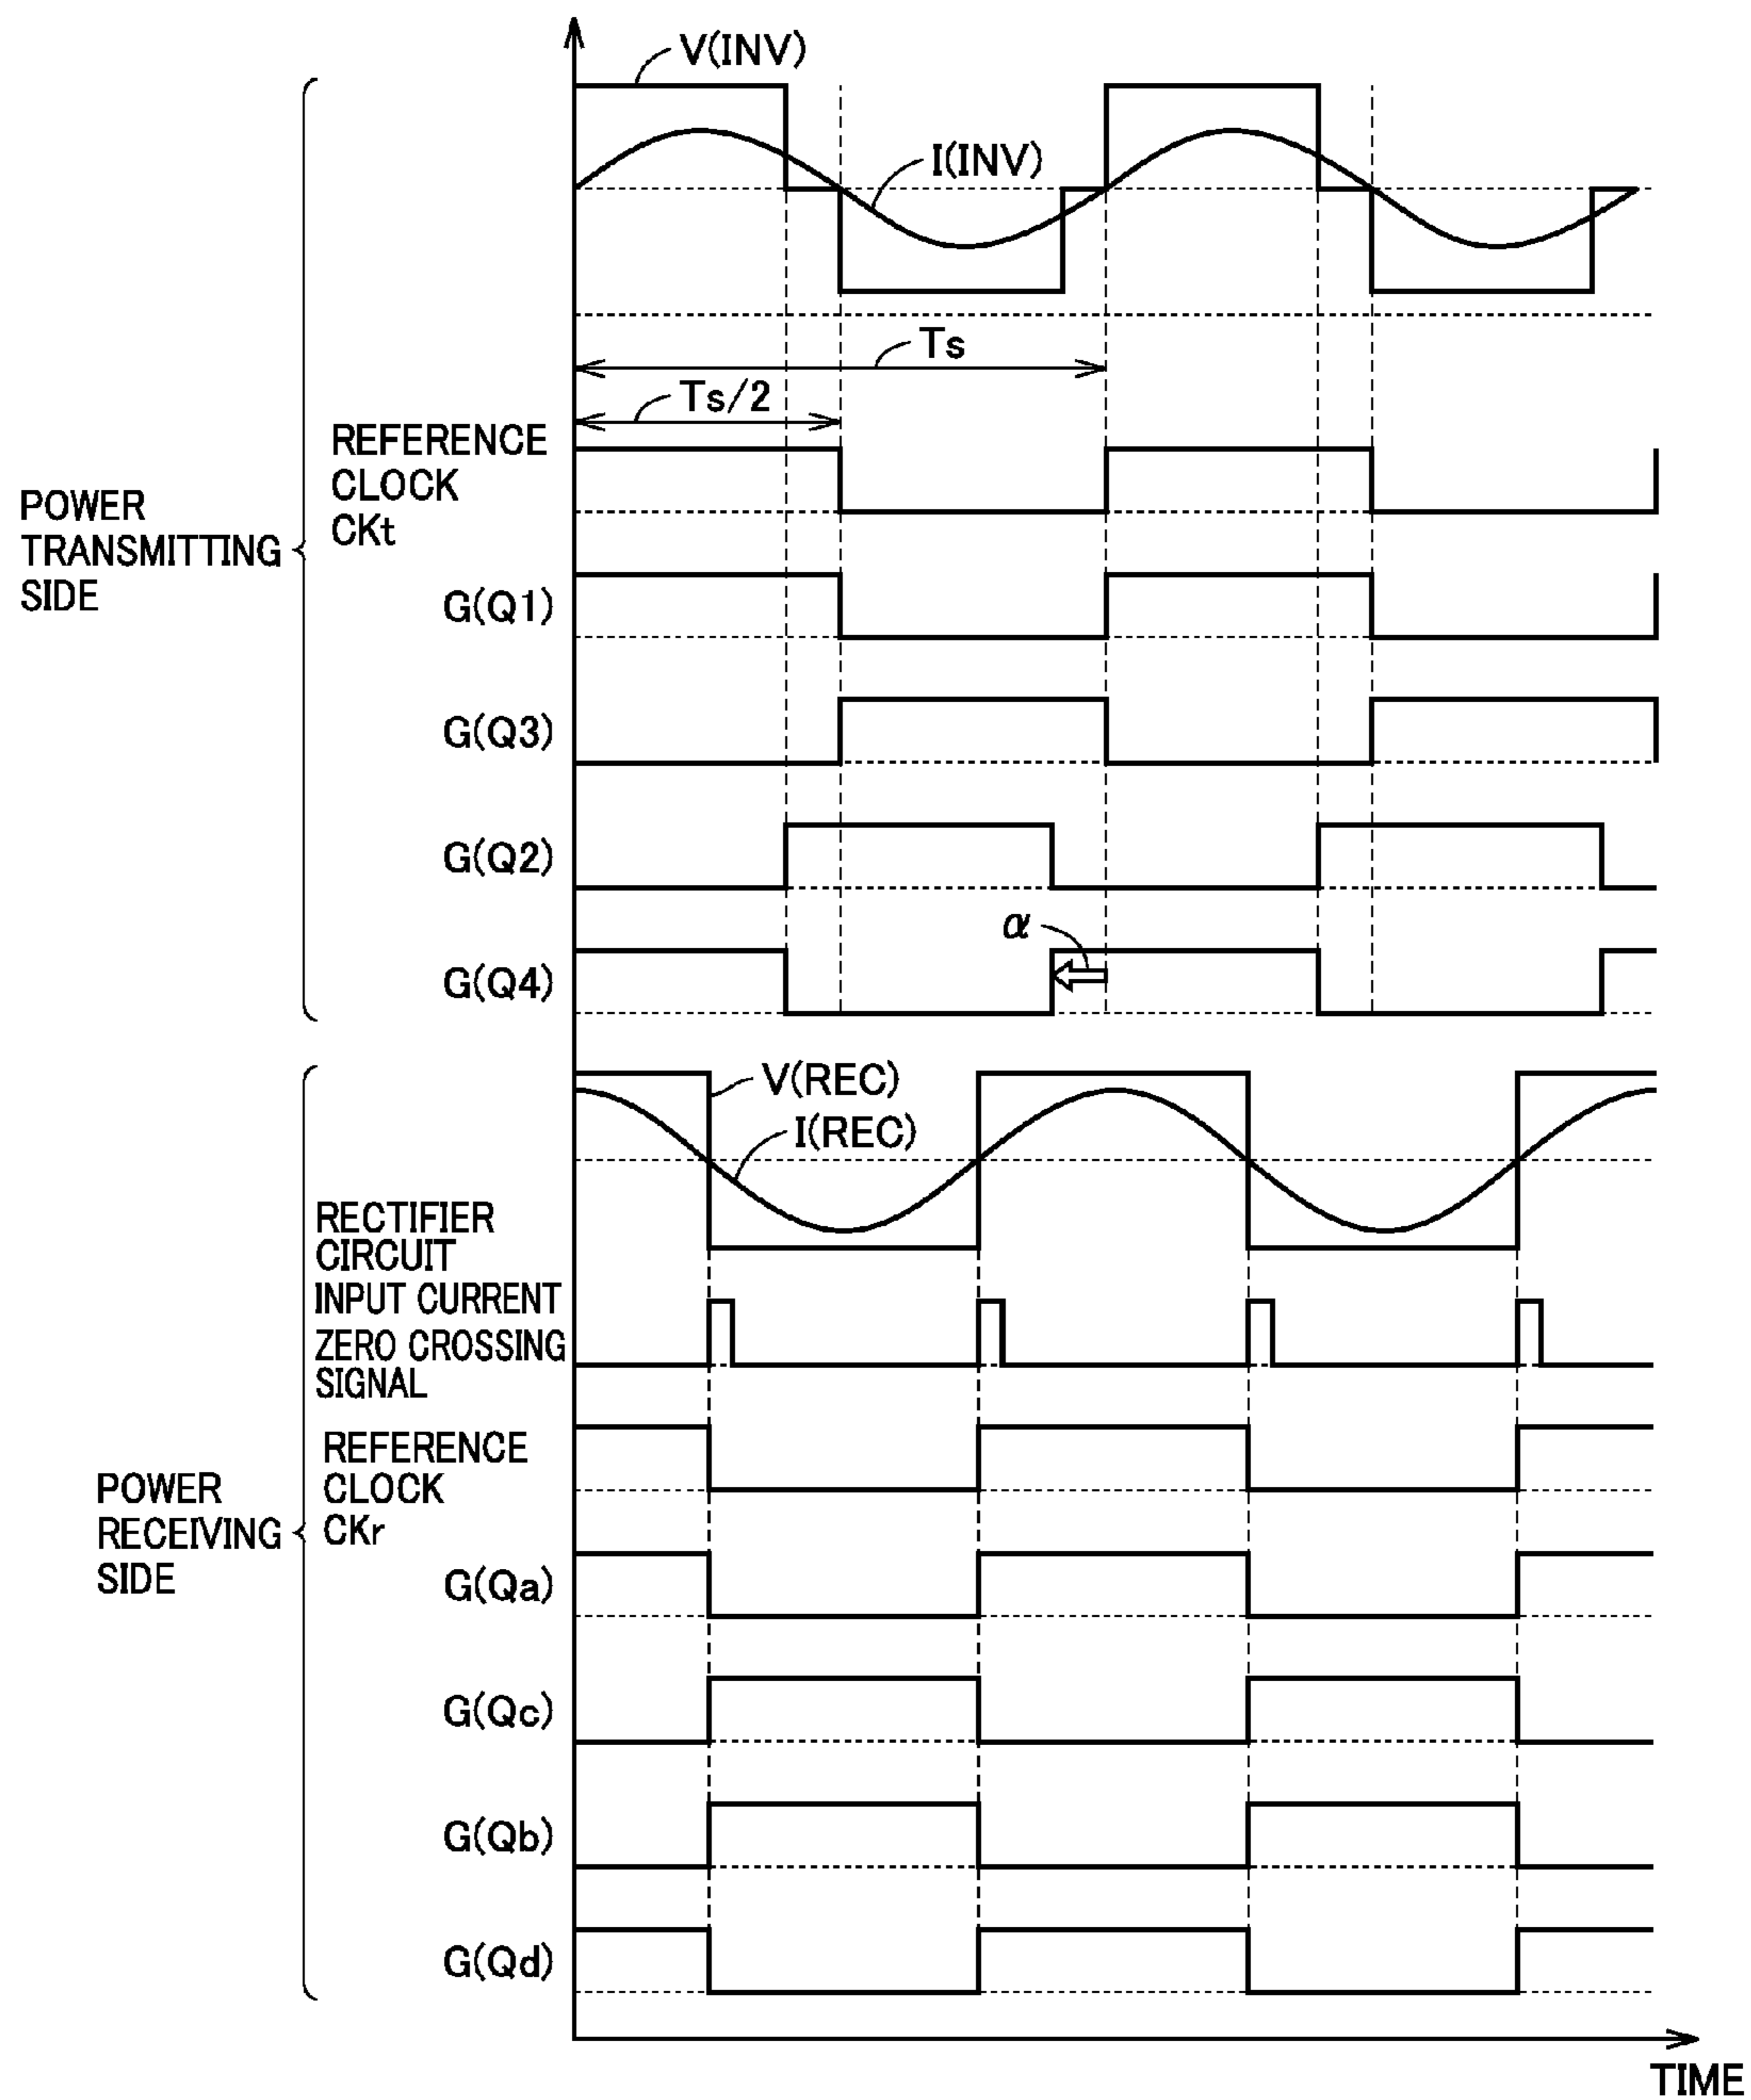 V(INV)
I(INV)
Ts
Ts/2
REFERENCE
CLOCK
CKt
POWER
TRANSMITTING
SIDE
G(Q1)
G(Q3)
G(Q2)
α
G(Q4)
V(REC)
I(REC)
RECTIFIER
CIRCUIT
INPUT CURRENT
ZERO CROSSING
SIGNAL
REFERENCE
CLOCK
CKr
POWER
RECEIVING
SIDE
G(Qa)
G(Qc)
G(Qb)
G(Qd)
TIME